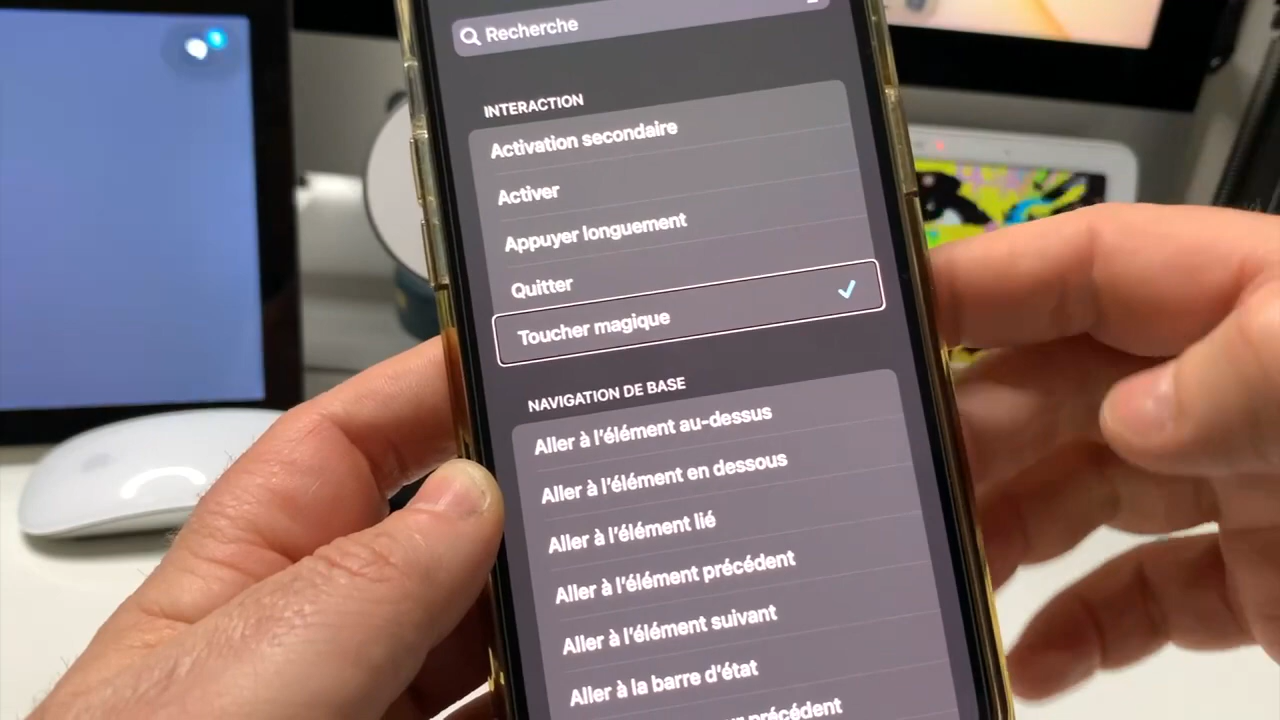 Recherche
INTERACTION
Activation secondaire
Activer
Appuyer longuement
Quitter
Toucher magique
NAVIGATION DE BASE
Aller à l'élément au-dessus
Aller à l'élément en dessous
Aller à l'élément lié
Aller à l'élément précédent
Aller à l'élément suivant
Aller à la barre d'état
précédent